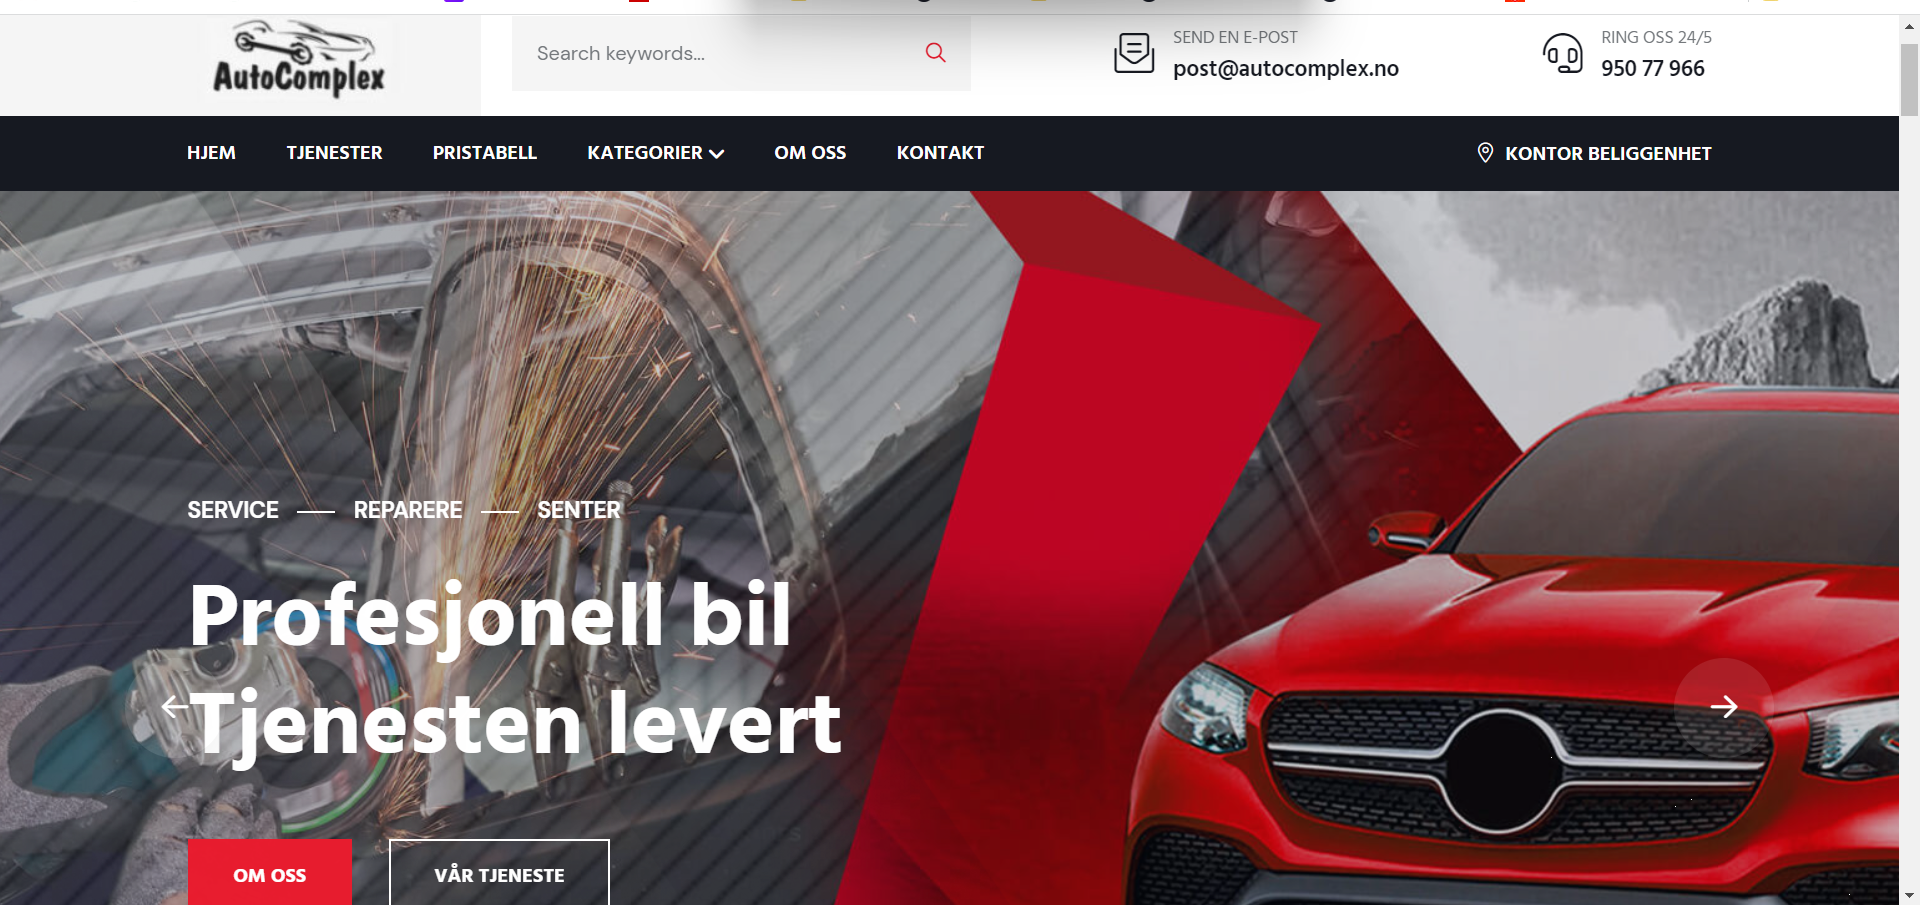 AutoComplex
Search keywords...
SEND EN E-POST
post@autocomplex.no
RING OSS 24/5
950 77 966
HJEM TJENESTER PRISTABELL KATEGORIER OM OSS KONTAKT KONTOR BELIGGENHET
SERVICE REPARERE SENTER
Profesjonell bil
Tjenesten levert
OM OSS VÅR TJENESTE